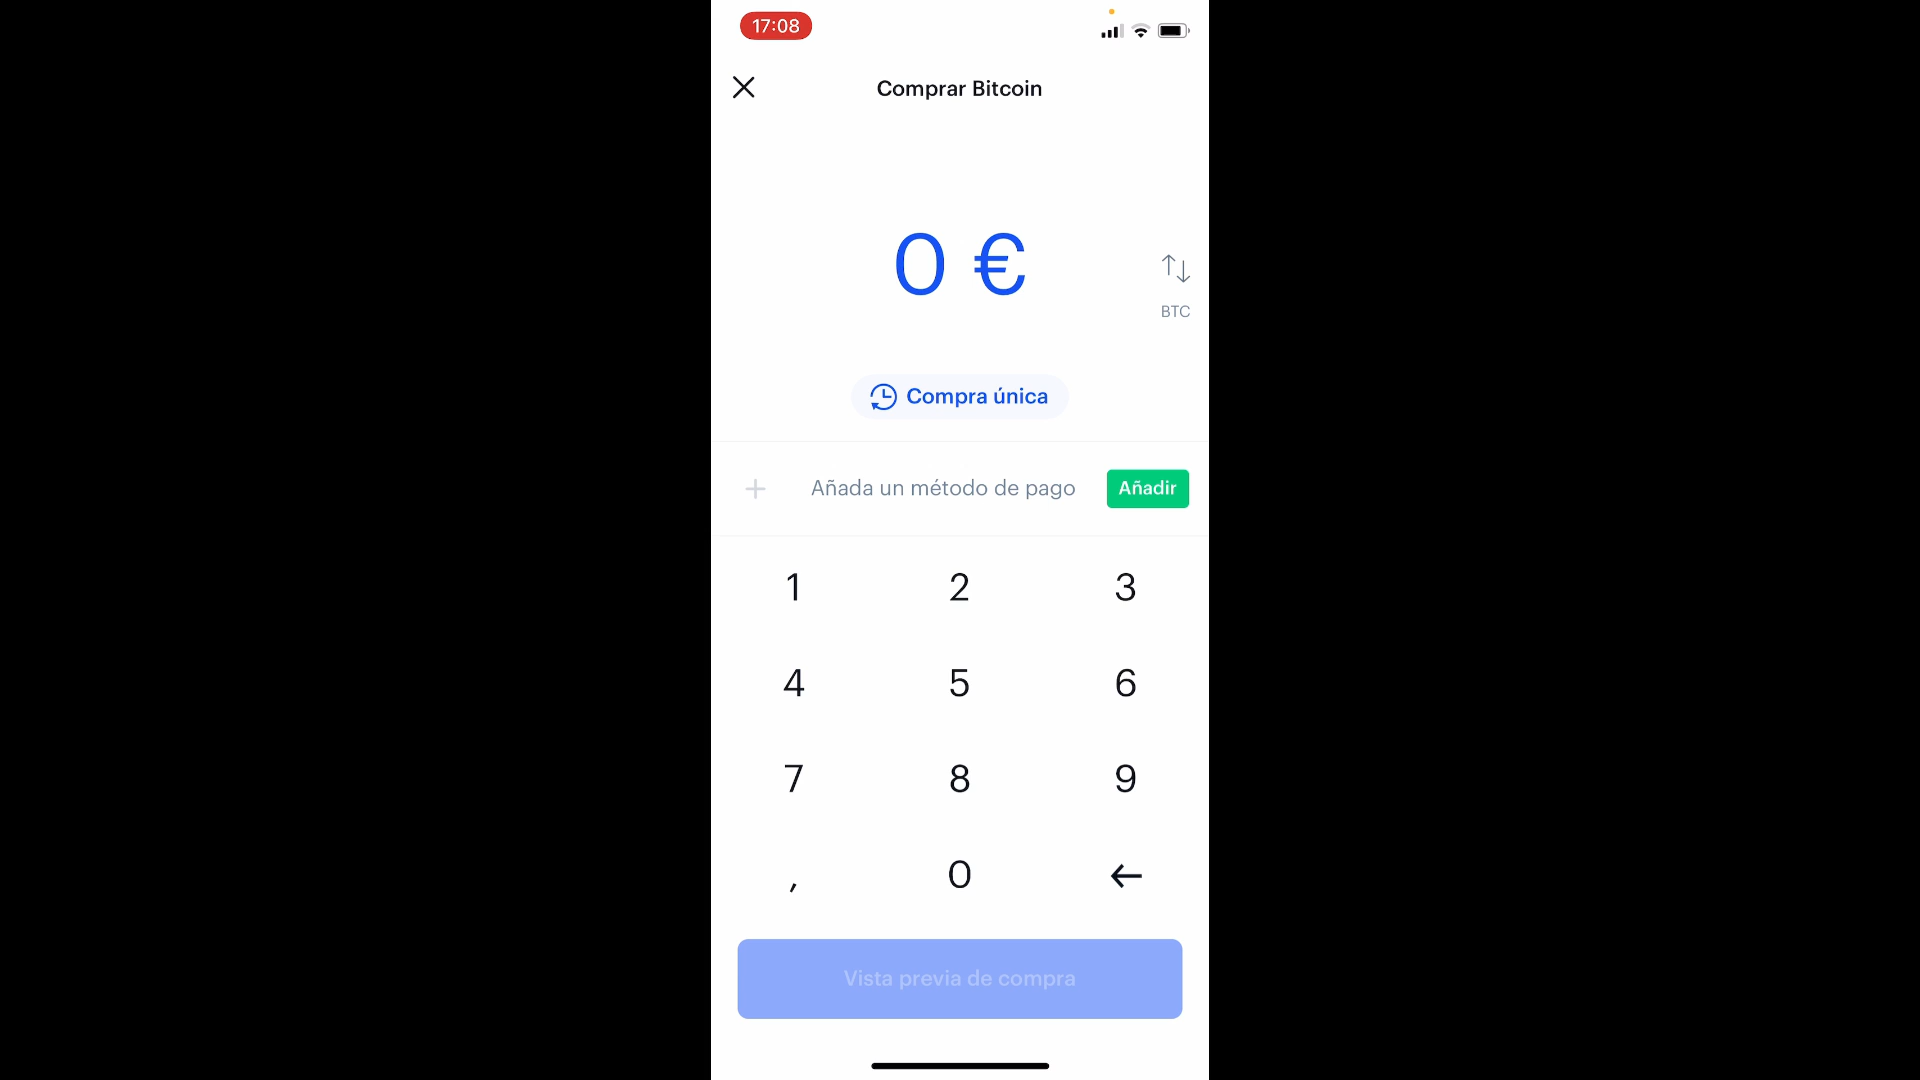 17:08
Comprar Bitcoin
0 €
BTC
Compra única
Añada un método de pago Añadir
1 2 3
4 5 6
7 8 9
, 0
Vista previa de compra